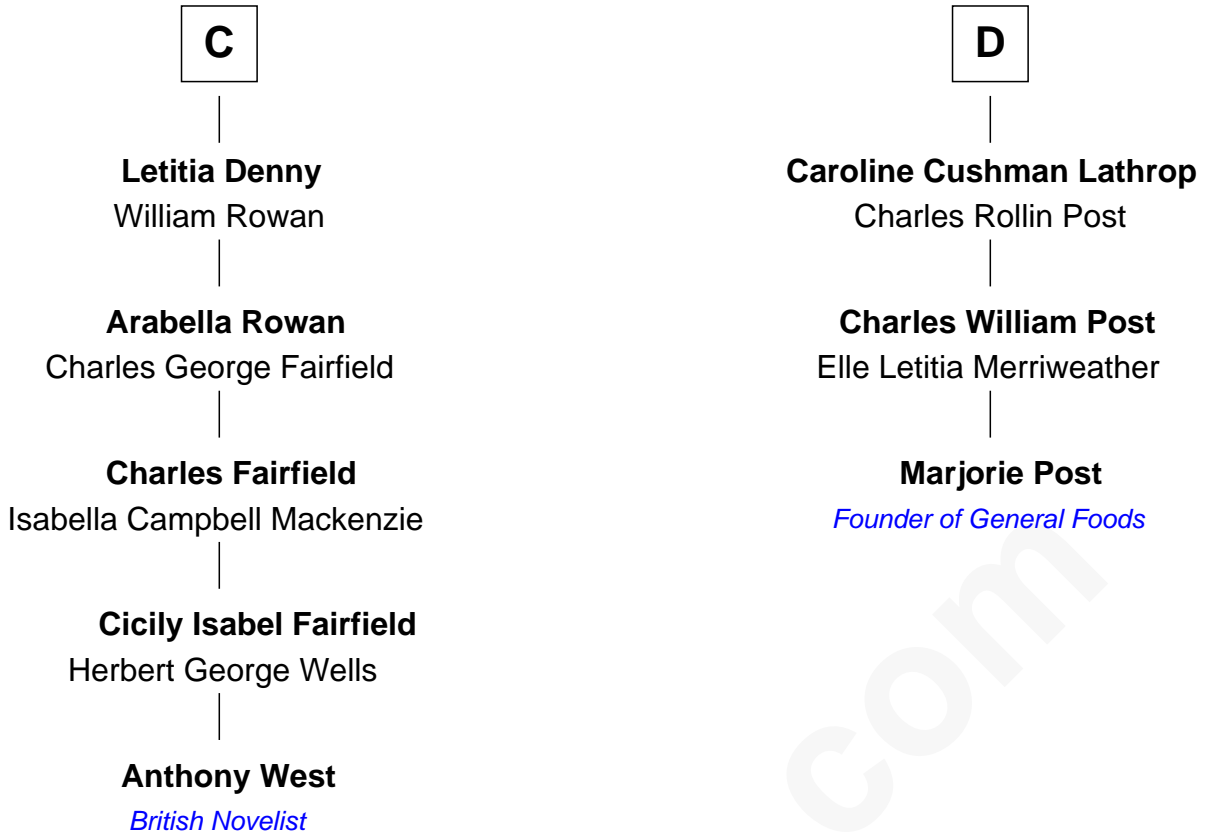 C
Letitia Denny
William Rowan
Arabella Rowan
Charles George Fairfield
Charles Fairfield
Isabella Campbell Mackenzie
Cicily Isabel Fairfield
Herbert George Wells
Anthony West
British Novelist
D
Caroline Cushman Lathrop
Charles Rollin Post
Charles William Post
Elle Letitia Merriweather
Marjorie Post
Founder of General Foods
com